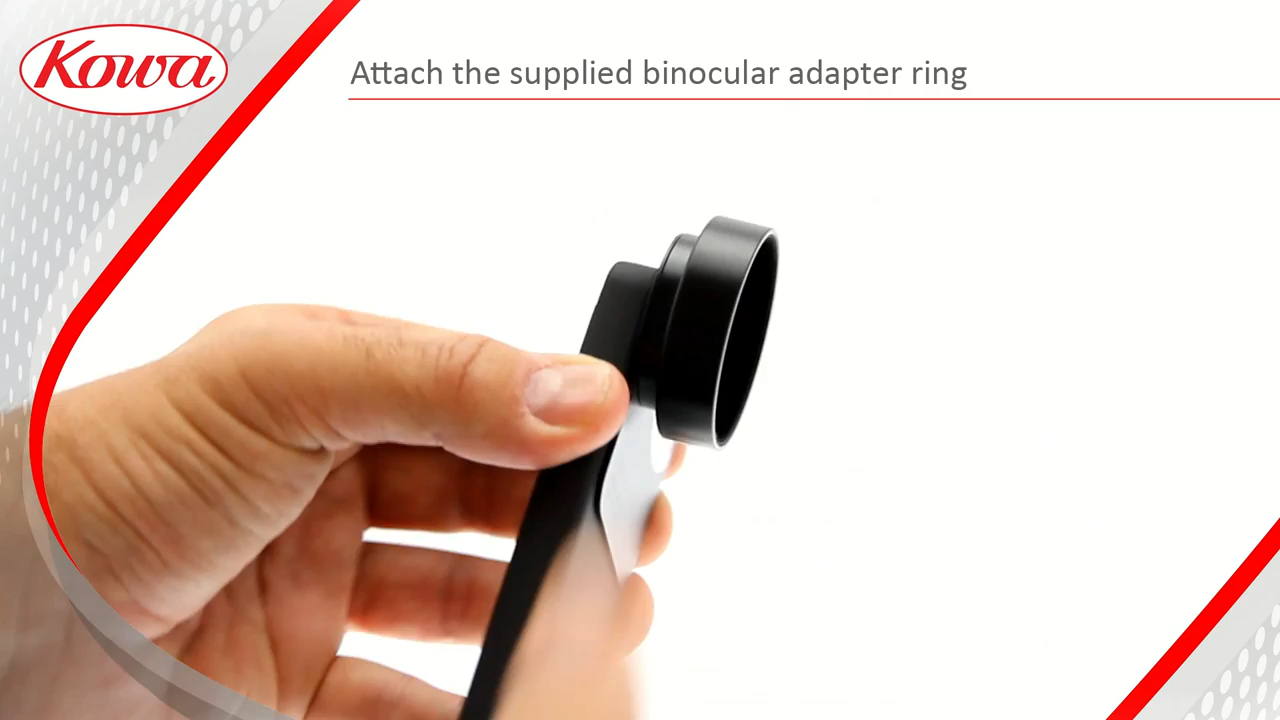 Kowa
Attach the supplied binocular adapter ring